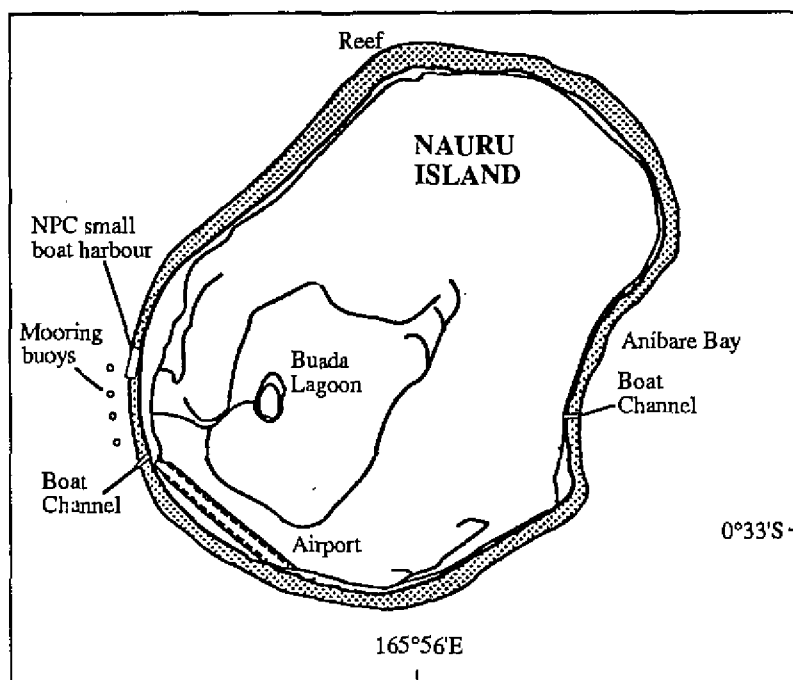 Reef
NAURU
ISLAND
NPC small
boat harbour
Mooring
buoys
Buada
Lagoon
Anibare Bay
Boat
Channel
Boat
Channel
Airport
0°33'S
165°56'E